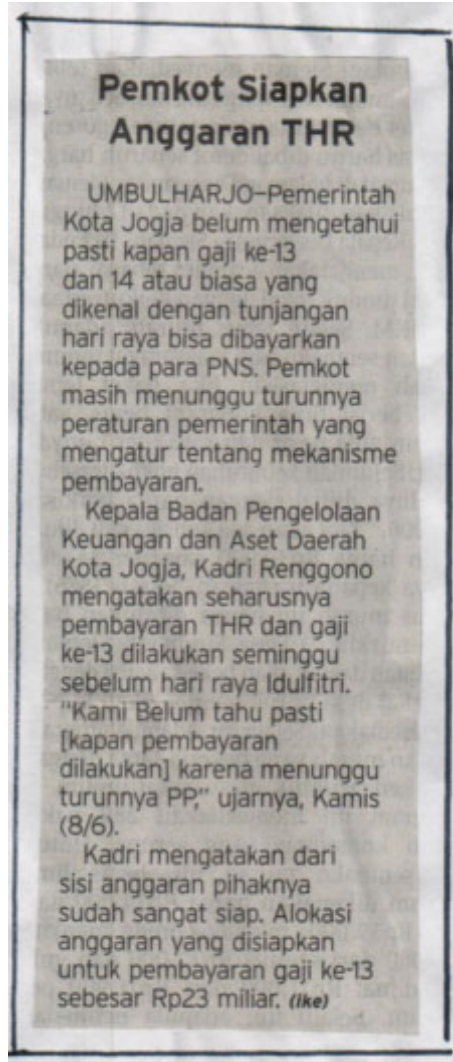 Pemkot Siapkan
Anggaran THR
UMBULHARJO–Pemerintah
Kota Jogja belum mengetahui
pasti kapan gaji ke-13
dan 14 atau biasa yang
dikenal dengan tunjangan
hari raya bisa dibayarkan
kepada para PNS. Pemkot
masih menunggu turunnya
peraturan pemerintah yang
mengatur tentang mekanisme
pembayaran.
Kepala Badan Pengelolaan
Keuangan dan Aset Daerah
Kota Jogja, Kadri Renggono
mengatakan seharusnya
pembayaran THR dan gaji
ke-13 dilakukan seminggu
sebelum hari raya Idulfitri.
“Kami Belum tahu pasti
[kapan pembayaran
dilakukan] karena menunggu
turunnya PP,” ujarnya, Kamis
(8/6).
Kadri mengatakan dari
sisi anggaran pihaknya
sudah sangat siap. Alokasi
anggaran yang disiapkan
untuk pembayaran gaji ke-13
sebesar Rp23 miliar. (Ike)